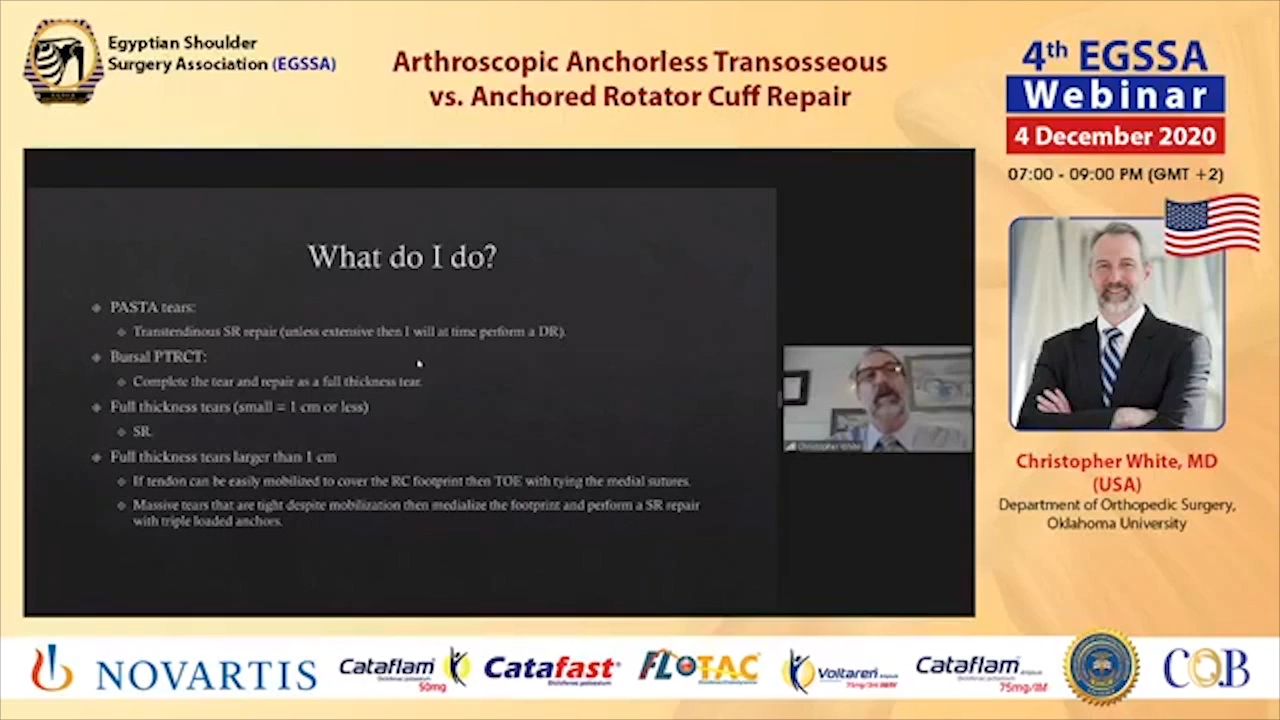 Egyptian Shoulder
Surgery Association (EGSSA)
Arthroscopic Anchorless Transosseous
vs. Anchored Rotator Cuff Repair
4th EGSSA
Webinar
4 December 2020
07:00 - 09:00 PM (GMT +2)
What do I do?
PASTA tears:
Transtendinous SR repair (unless extensive then I will at time perform a DR).
Bursal PTRCT:
Complete the tear and repair as a full thickness tear.
Full thickness tears (small = 1 cm or less)
SR.
Full thickness tears larger than 1 cm
If tendon can be easily mobilized to cover the RC footprint then TOE with tying the medial sutures.
Massive tears that are tight despite mobilization then medialize the footprint and perform a SR repair
with triple loaded anchors.
Christopher White
Christopher White, MD
(USA)
Department of Orthopedic Surgery,
Oklahoma University
NOVARTIS
Cataflam
50mg
Catafast
FLOTAC
Voltaren
Cataflam
75mg/IM
CQB